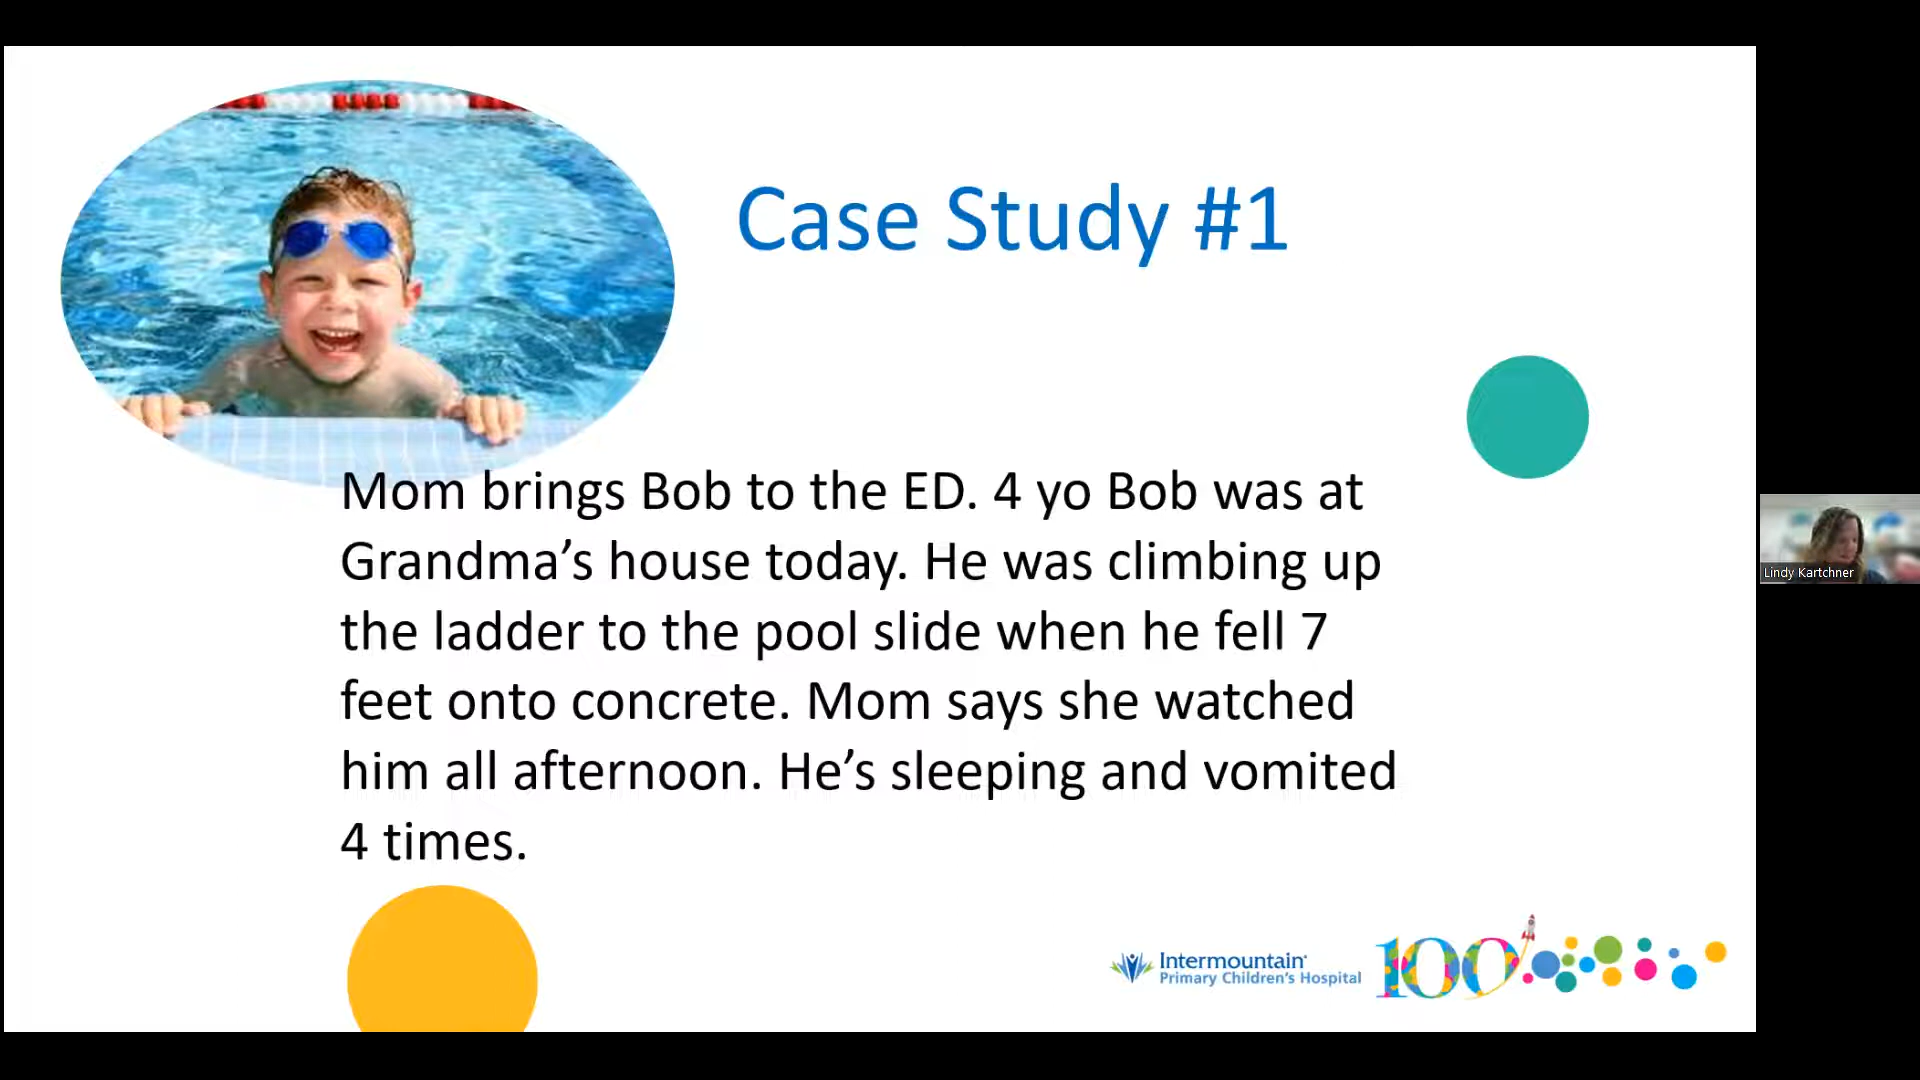 Case Study #1
Mom brings Bob to the ED. 4 yo Bob was at
Grandma’s house today. He was climbing up
the ladder to the pool slide when he fell 7
feet onto concrete. Mom says she watched
him all afternoon. He’s sleeping and vomited
4 times.
Lindy Kartchner
Intermountain
Primary Children’s Hospital
100